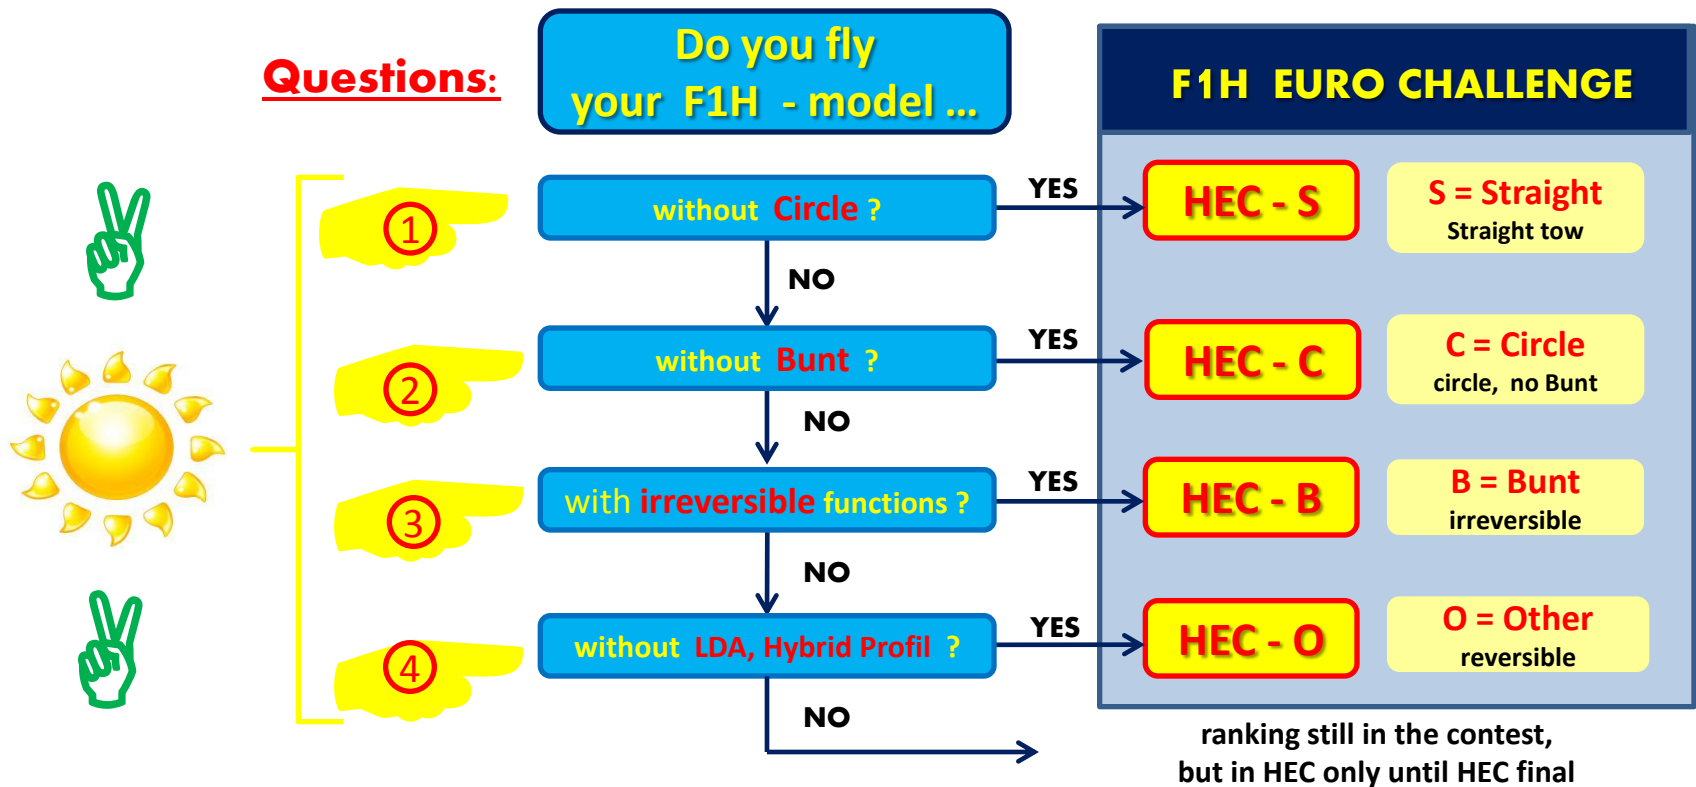 Questions:
Do you fly
your F1H - model ...
F1H EURO CHALLENGE
1
without Circle ?
YES
HEC - S
S = Straight
Straight tow
NO
2
without Bunt ?
YES
HEC - C
C = Circle
circle, no Bunt
NO
3
with irreversible functions ?
YES
HEC - B
B = Bunt
irreversible
NO
4
without LDA, Hybrid Profil ?
YES
HEC - O
O = Other
reversible
NO
ranking still in the contest,
but in HEC only until HEC final